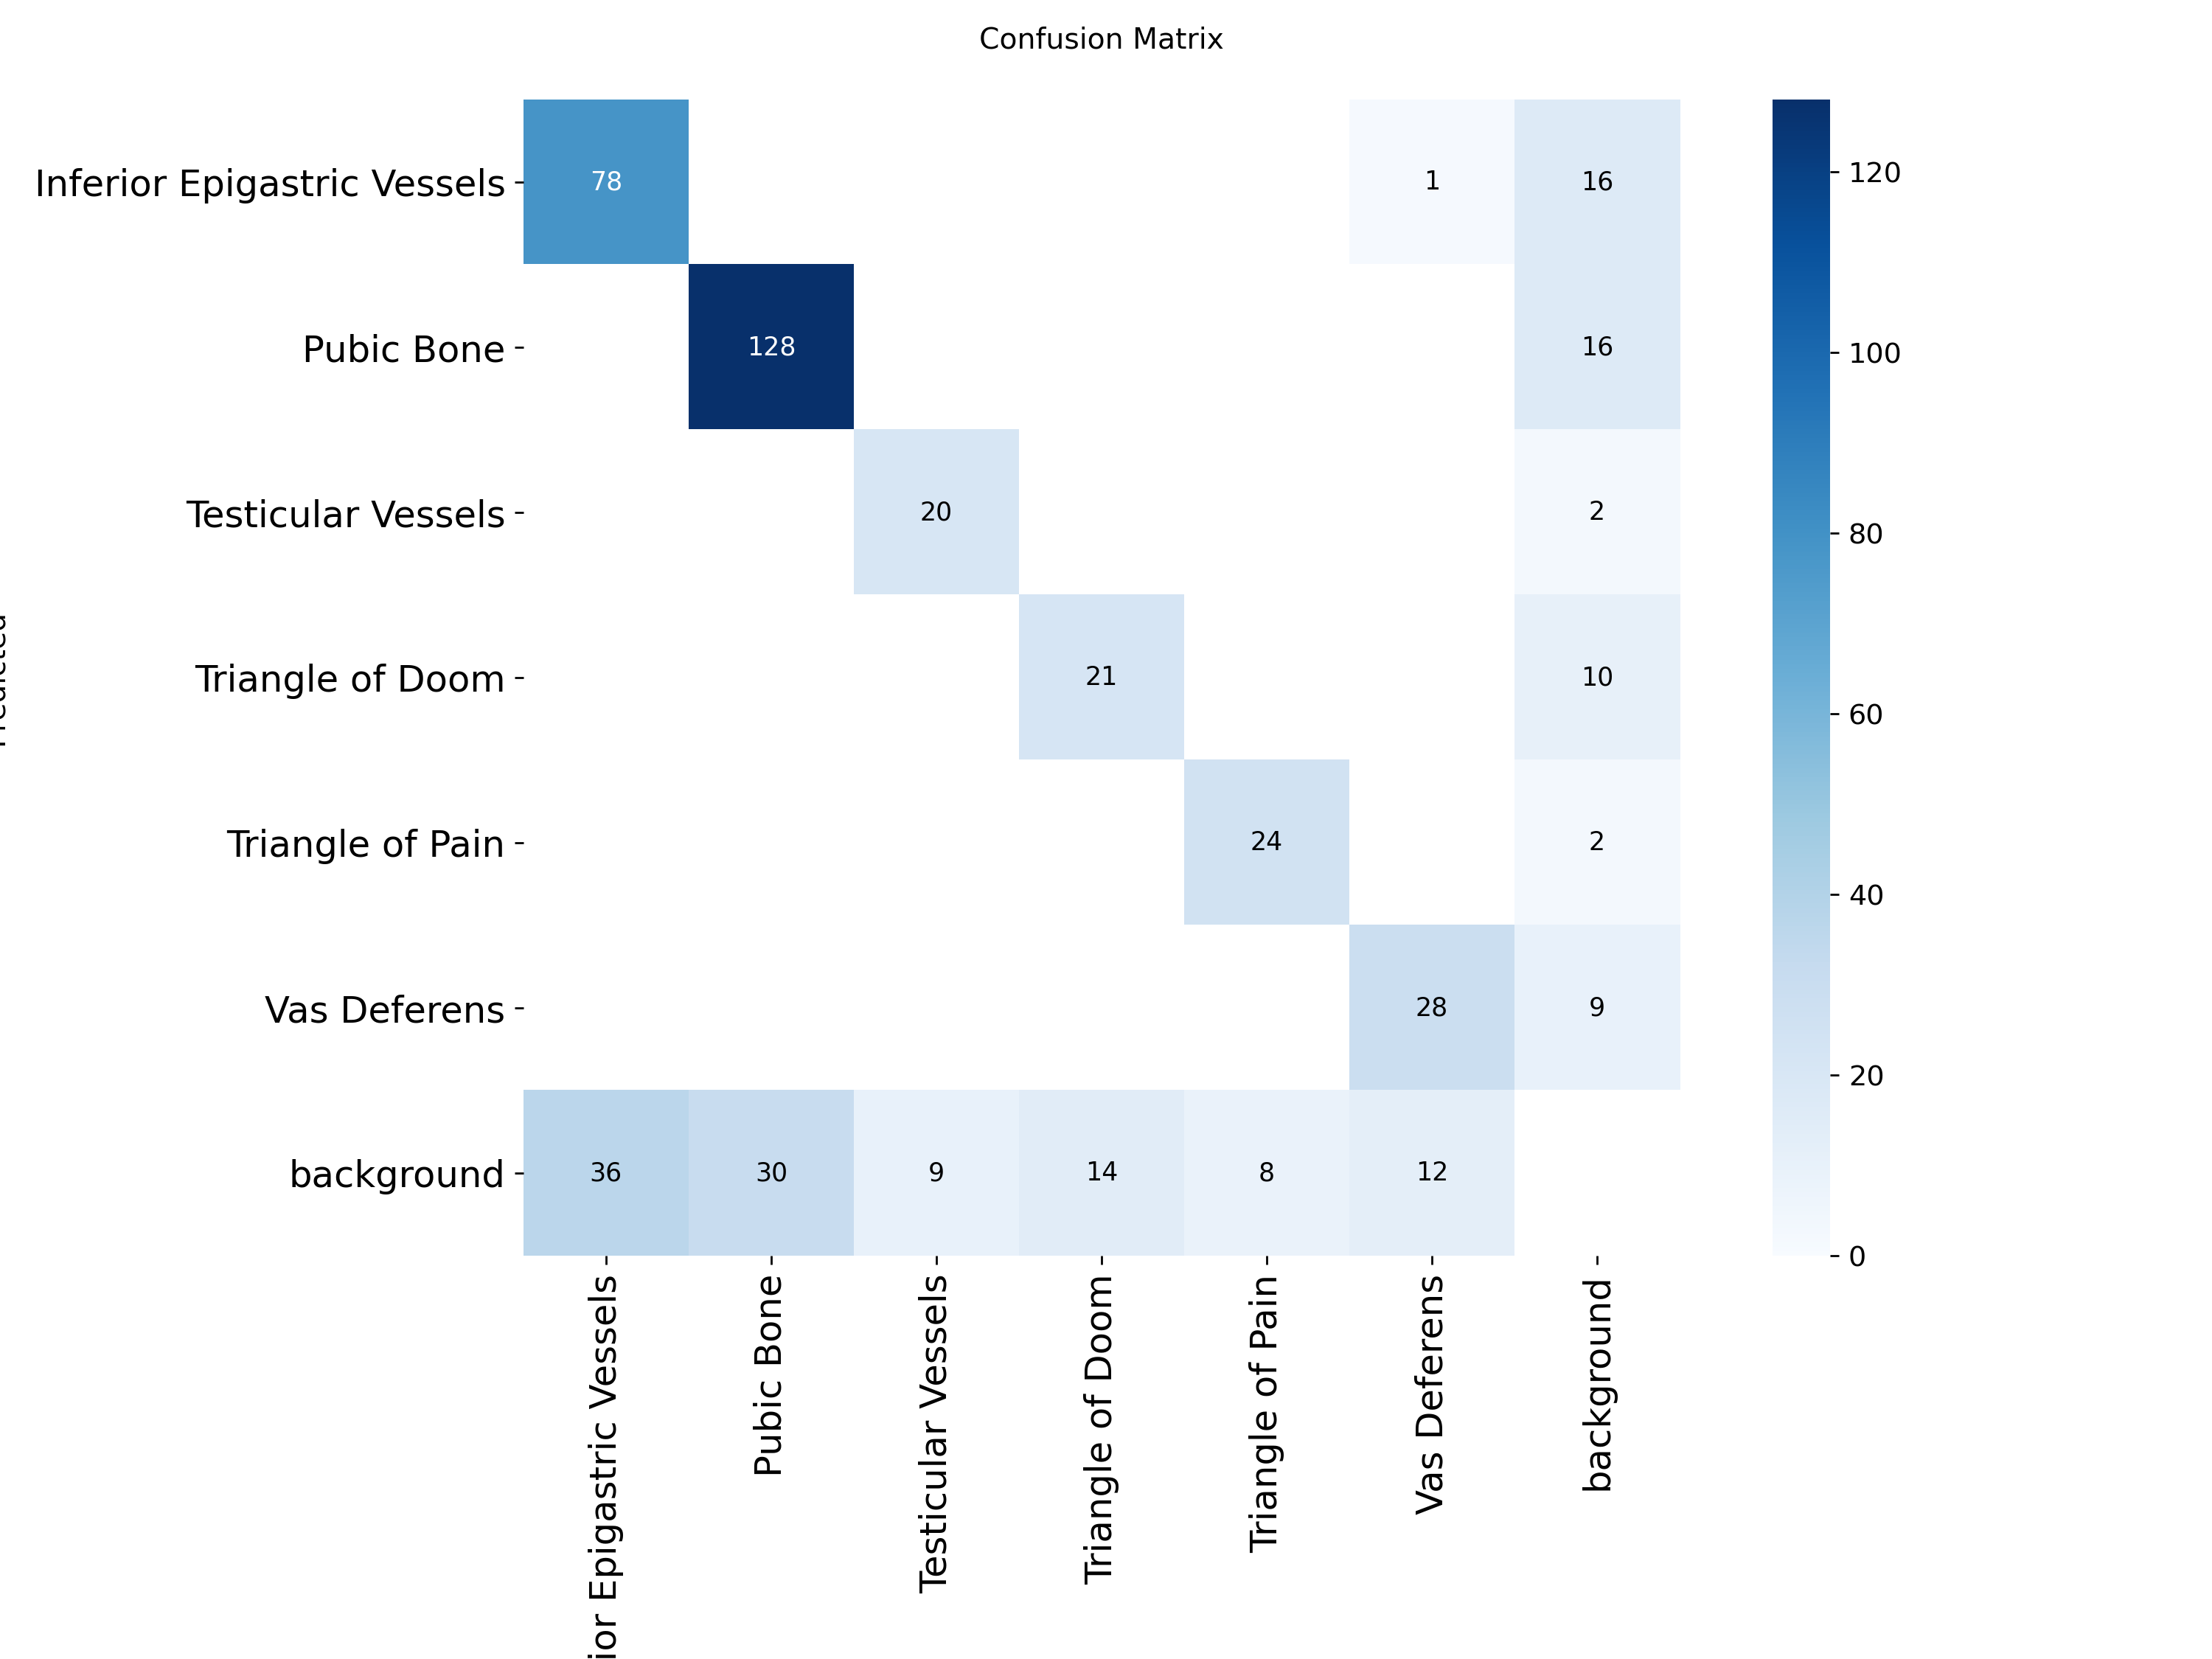 Confusion Matrix
Inferior Epigastric Vessels
78
1
16
120
Pubic Bone
128
16
100
Testicular Vessels
20
2
80
Triangle of Doom
21
10
60
Triangle of Pain
24
2
40
Vas Deferens
28
9
20
background
36
30
9
14
8
12
0
ior Epigastric Vessels
Pubic Bone
Testicular Vessels
Triangle of Doom
Triangle of Pain
Vas Deferens
background